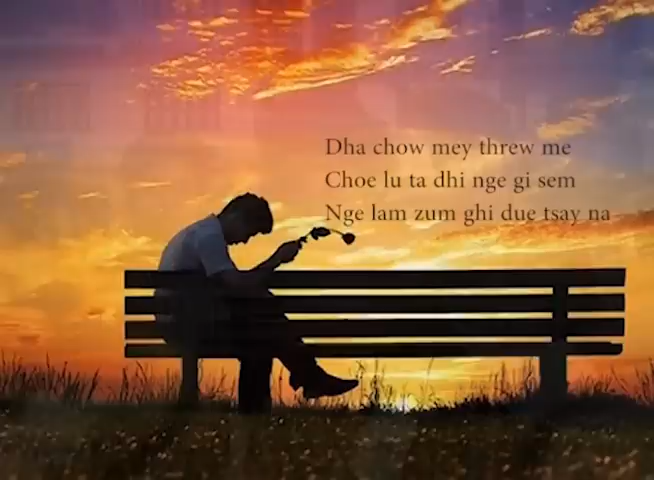 Dha chow mey threw me
Choe lu ta dhi nge gi sem
Nge lam zum ghi due tsay na